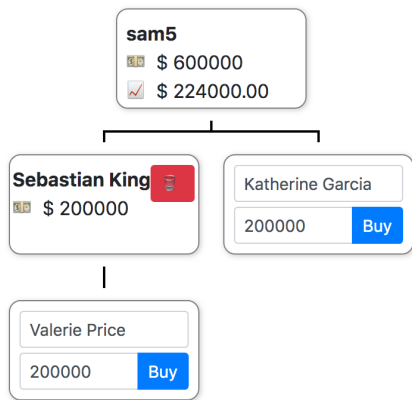 sam5
$ 600000
$ 224000.00
Sebastian King
$ 200000
Katherine Garcia
200000 Buy
Valerie Price
200000 Buy